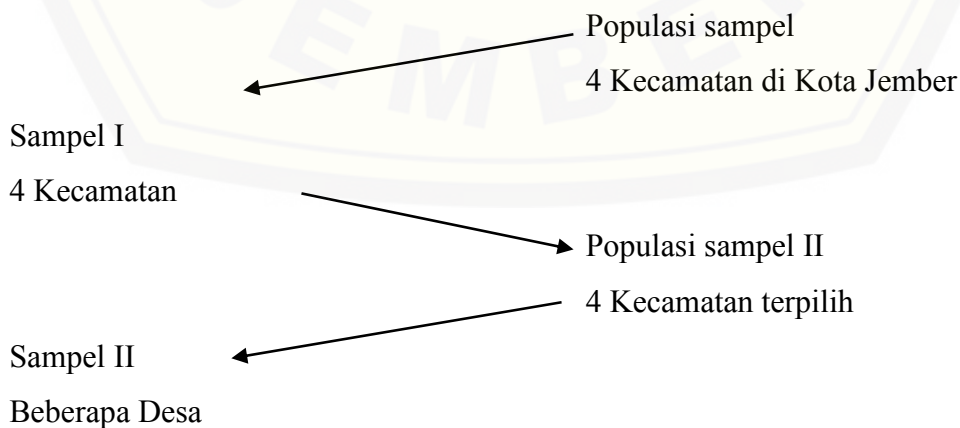 Populasi sampel
4 Kecamatan di Kota Jember
Sampel I
4 Kecamatan
Populasi sampel II
4 Kecamatan terpilih
Sampel II
Beberapa Desa